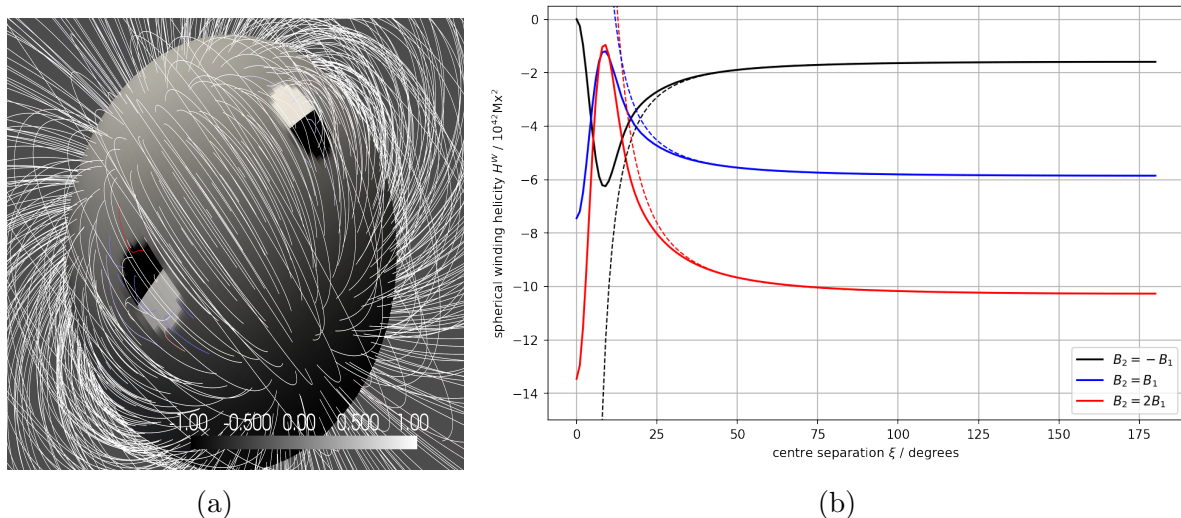 -1.00 -0.500 0.00 0.500 1.00
(a)
spherical winding helicity H^W / 10^42 Mx^2
0
−2
−4
−6
−8
−10
−12
−14
0 25 50 75 100 125 150 175
centre separation ξ / degrees
B_2 = −B_1
B_2 = B_1
B_2 = 2B_1
(b)